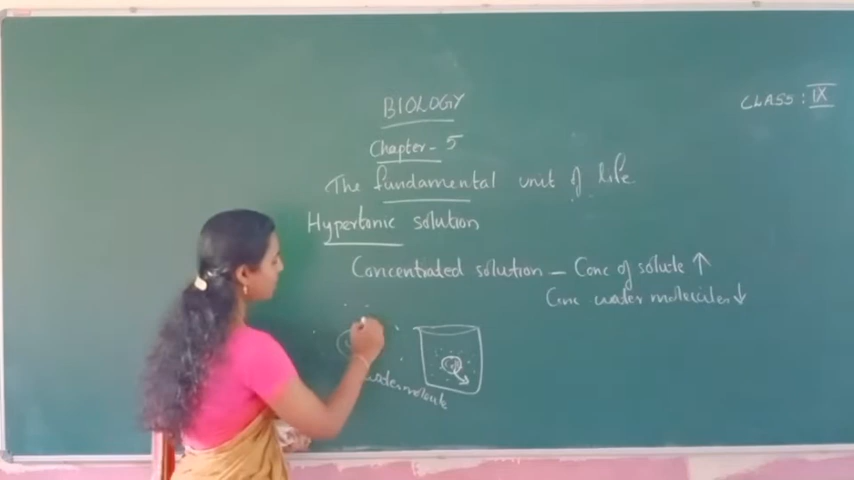 BIOLOGY
CLASS: IX
Chapter - 5
The fundamental unit of life
Hypertonic solution
Concentrated solution — Conc of solute ↑
Conc water molecules ↓
water molecule